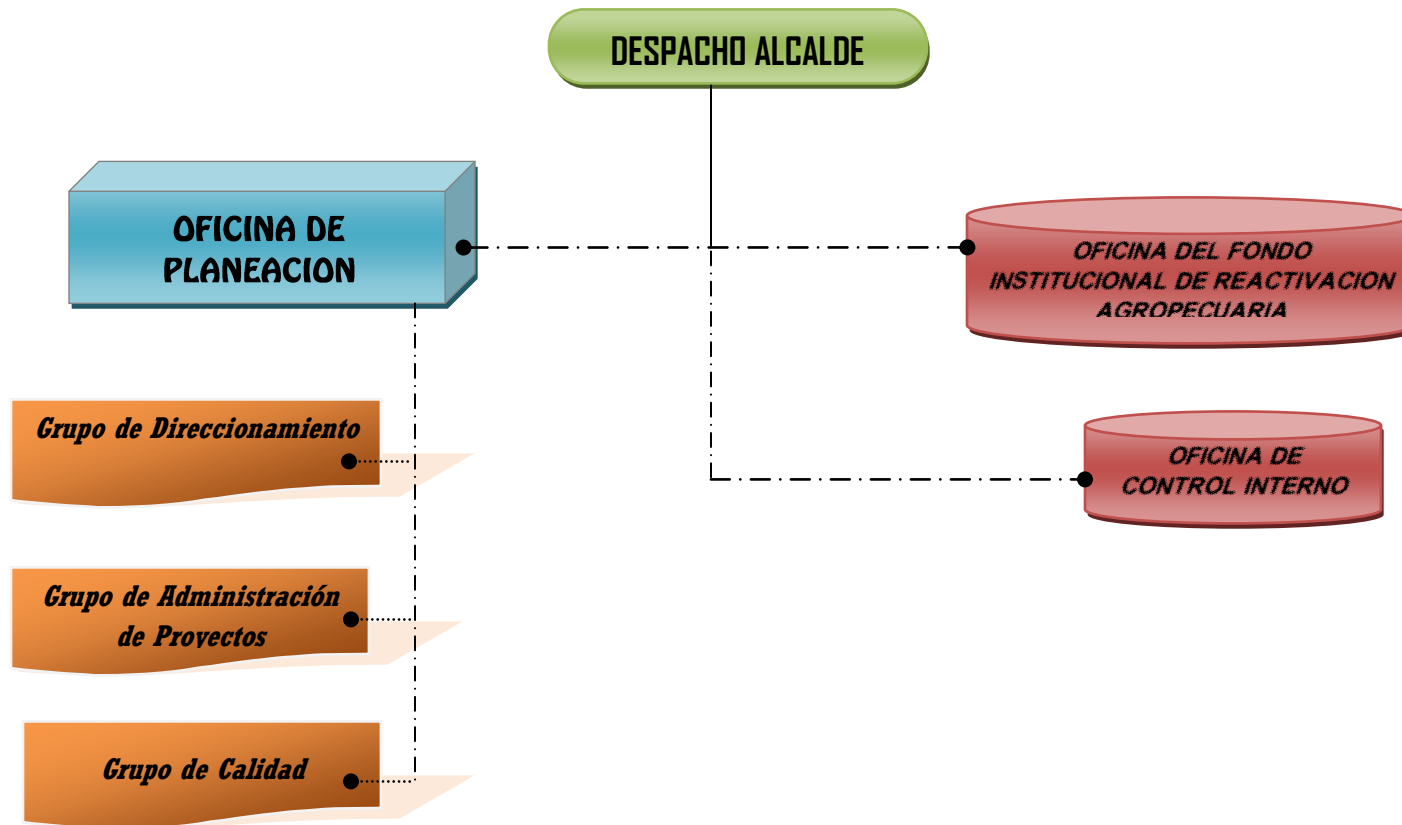 DESPACHO ALCALDE
OFICINA DE
PLANEACION
OFICINA DEL FONDO
INSTITUCIONAL DE REACTIVACION
AGROPECUARIA
Grupo de Direccionamiento
OFICINA DE
CONTROL INTERNO
Grupo de Administración
de Proyectos
Grupo de Calidad